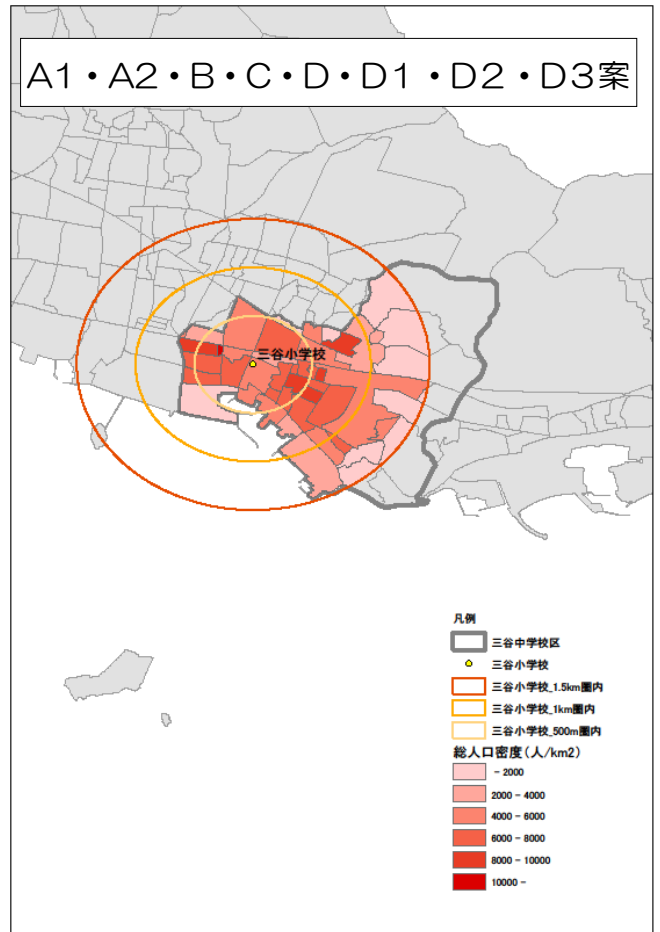 A1・A2・B・C・D・D1・D2・D3案
三谷小学校
凡例
三谷中学校区
三谷小学校
三谷小学校_1.5km圏内
三谷小学校_1km圏内
三谷小学校_500m圏内
総人口密度(人/km2)
- 2000
2000 - 4000
4000 - 6000
6000 - 8000
8000 - 10000
10000 -